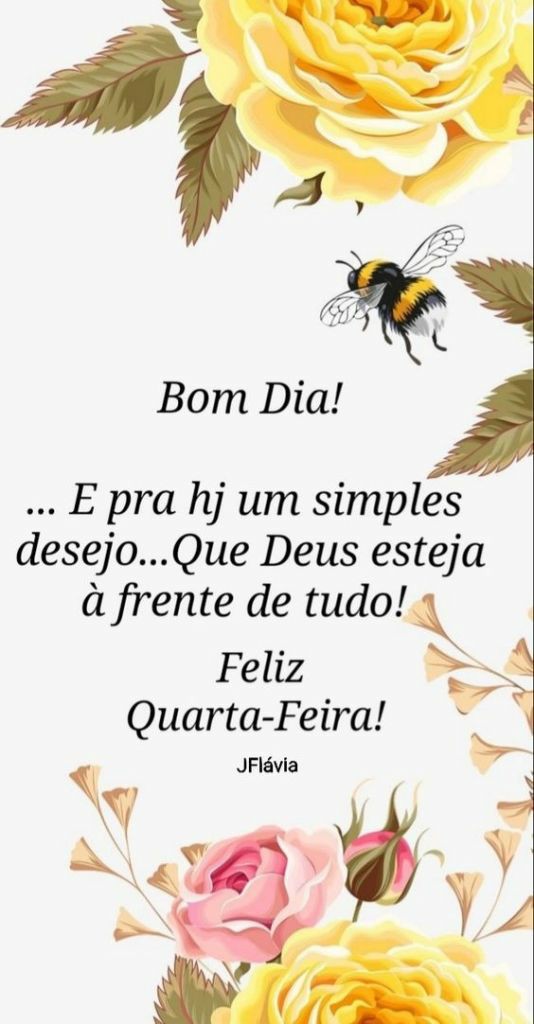 Bom Dia!
... E pra hj um simples
desejo...Que Deus esteja
à frente de tudo!
Feliz
Quarta-Feira!
JFlávia